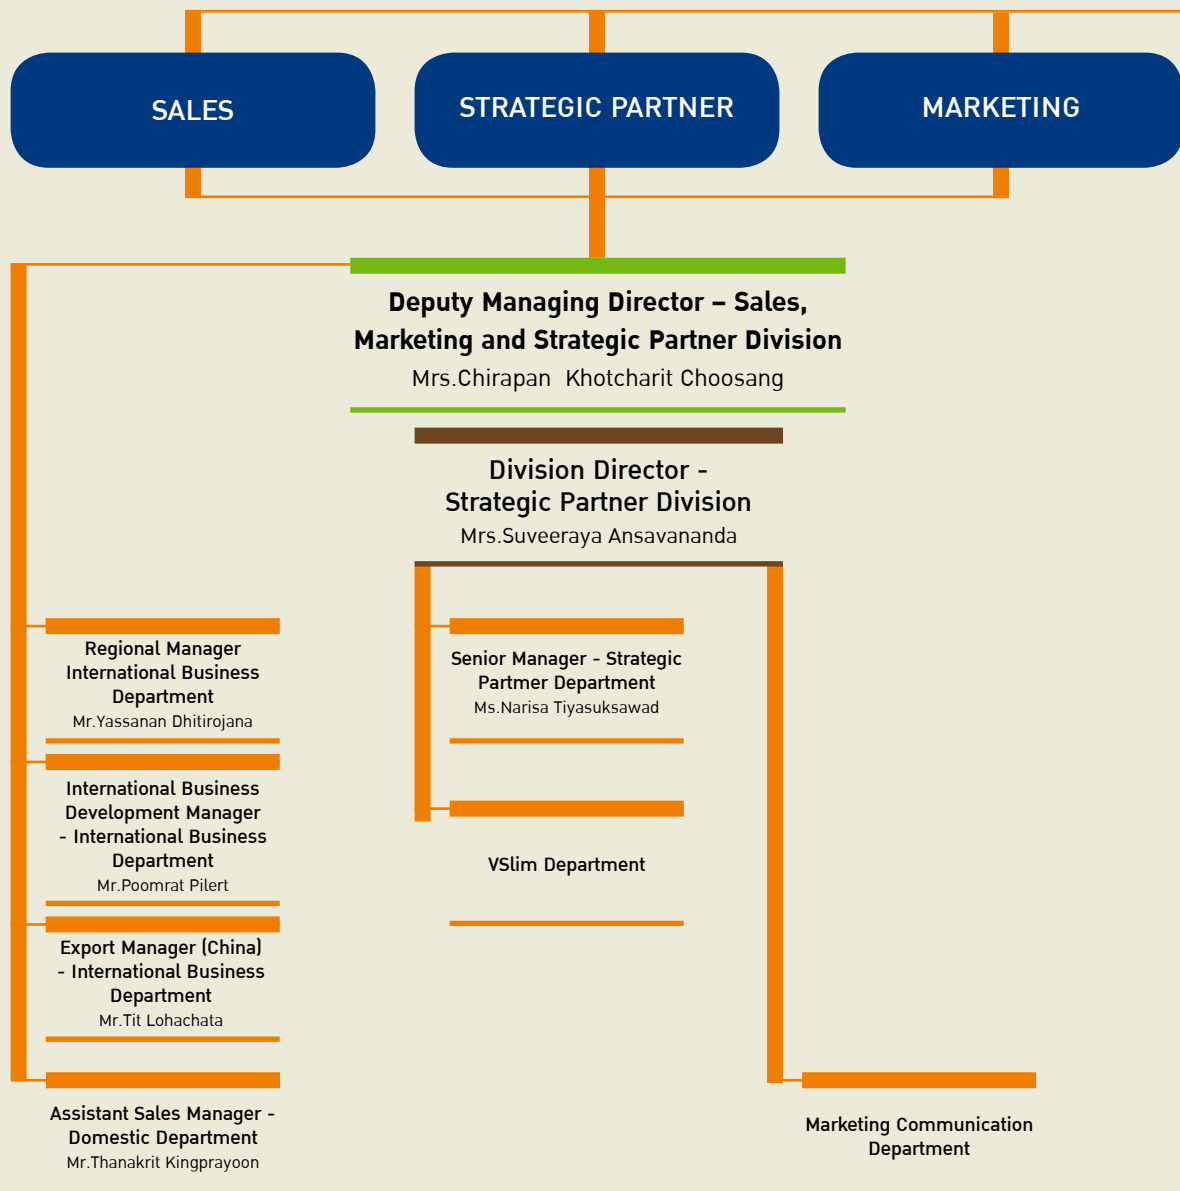 SALES
STRATEGIC PARTNER
MARKETING
Deputy Managing Director – Sales,
Marketing and Strategic Partner Division
Mrs.Chirapan Khotcharit Choosang
Division Director -
Strategic Partner Division
Mrs.Suveeraya Ansavananda
Regional Manager
International Business
Department
Mr.Yassanan Dhitirojana
International Business
Development Manager
- International Business
Department
Mr.Poomrat Pilert
Export Manager (China)
- International Business
Department
Mr.Tit Lohachata
Assistant Sales Manager -
Domestic Department
Mr.Thanakrit Kingprayoon
Senior Manager - Strategic
Partmer Department
Ms.Narisa Tiyasuksawad
VSlim Department
Marketing Communication
Department